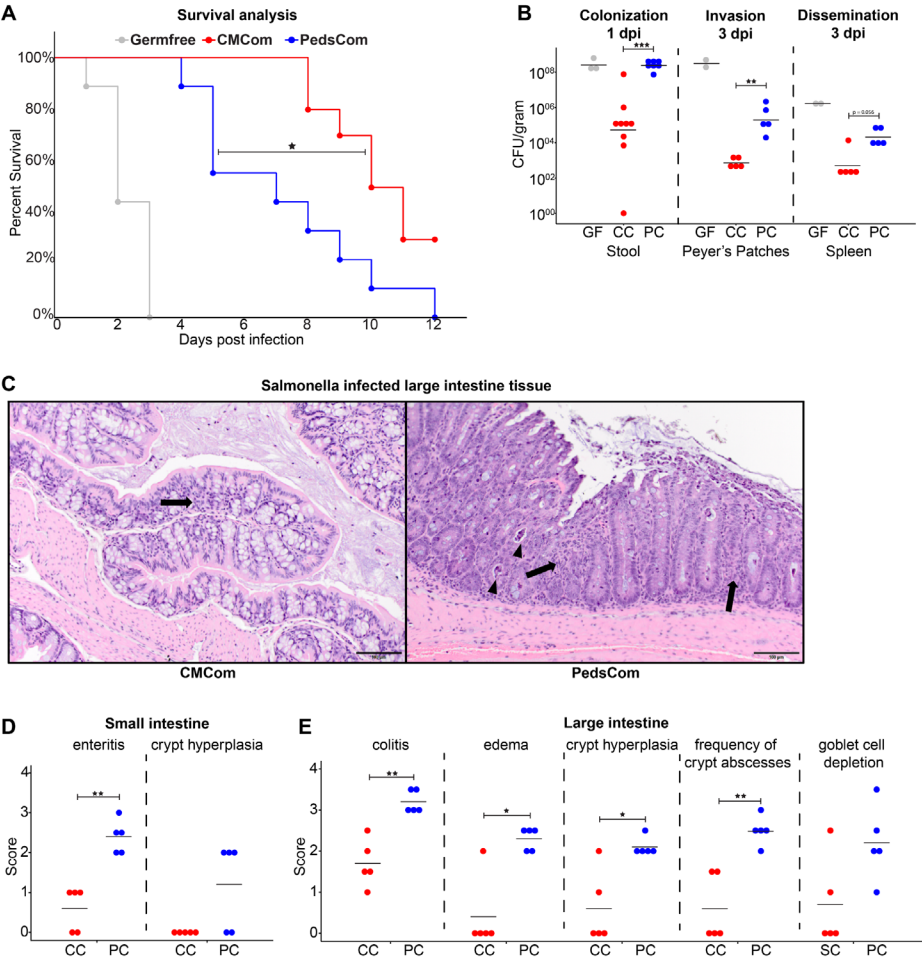 A
Survival analysis
Germfree CMCom PedsCom
100%
80%
60%
40%
20%
0%
Percent Survival
★
0 2 4 6 8 10 12
Days post infection
B
Colonization Invasion Dissemination
1 dpi 3 dpi 3 dpi
*** ** p = 0.056
10^08
10^06
10^04
10^02
10^00
CFU/gram
GF CC PC GF CC PC GF CC PC
Stool Peyer's Patches Spleen
C
Salmonella infected large intestine tissue
CMCom PedsCom
D
Small intestine
enteritis crypt hyperplasia
**
4
3
2
1
0
Score
CC PC CC PC
E
Large intestine
colitis edema crypt hyperplasia frequency of crypt abscesses goblet cell depletion
** * * **
4
3
2
1
0
Score
CC PC CC PC CC PC CC PC SC PC